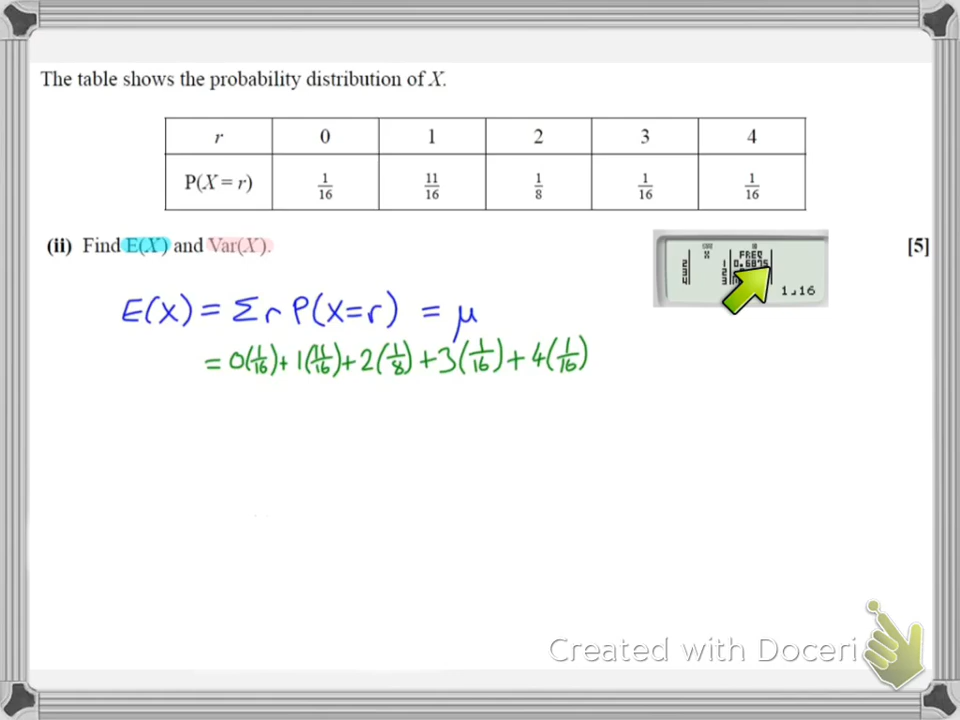 The table shows the probability distribution of X.
r 0 1 2 3 4
P(X = r) 1/16 11/16 1/8 1/16 1/16
(ii) Find E(X) and Var(X). [5]
FREQ
0.6875
1⌟16
E(X) = Σ r P(X=r) = μ
= 0(1/16) + 1(11/16) + 2(1/8) + 3(1/16) + 4(1/16)
Created with Doceri